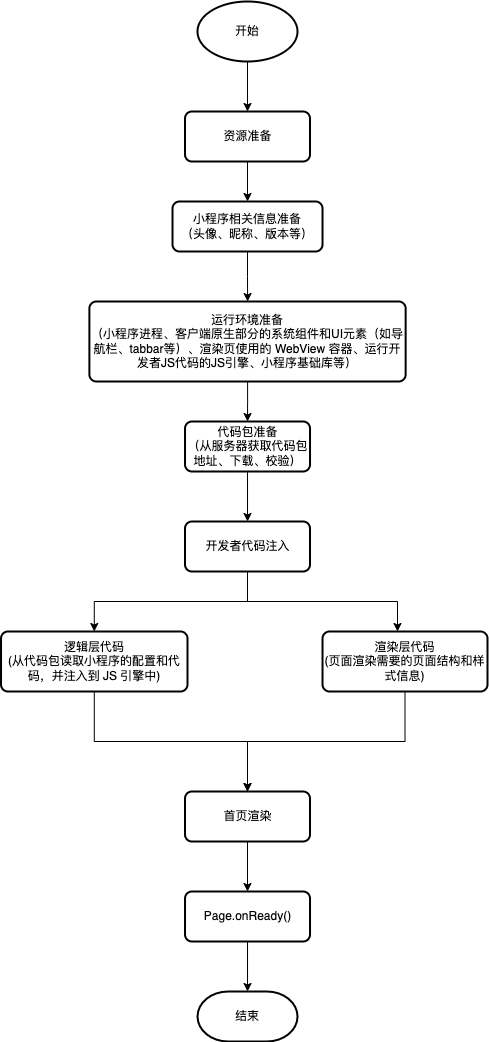 开始
资源准备
小程序相关信息准备
（头像、昵称、版本等）
运行环境准备
（小程序进程、客户端原生部分的系统组件和UI元素（如导
航栏、tabbar等）、渲染页使用的 WebView 容器、运行开
发者JS代码的JS引擎、小程序基础库等）
代码包准备
（从服务器获取代码包
地址、下载、校验）
开发者代码注入
逻辑层代码
(从代码包读取小程序的配置和代
码，并注入到 JS 引擎中)
渲染层代码
(页面渲染需要的页面结构和样
式信息)
首页渲染
Page.onReady()
结束